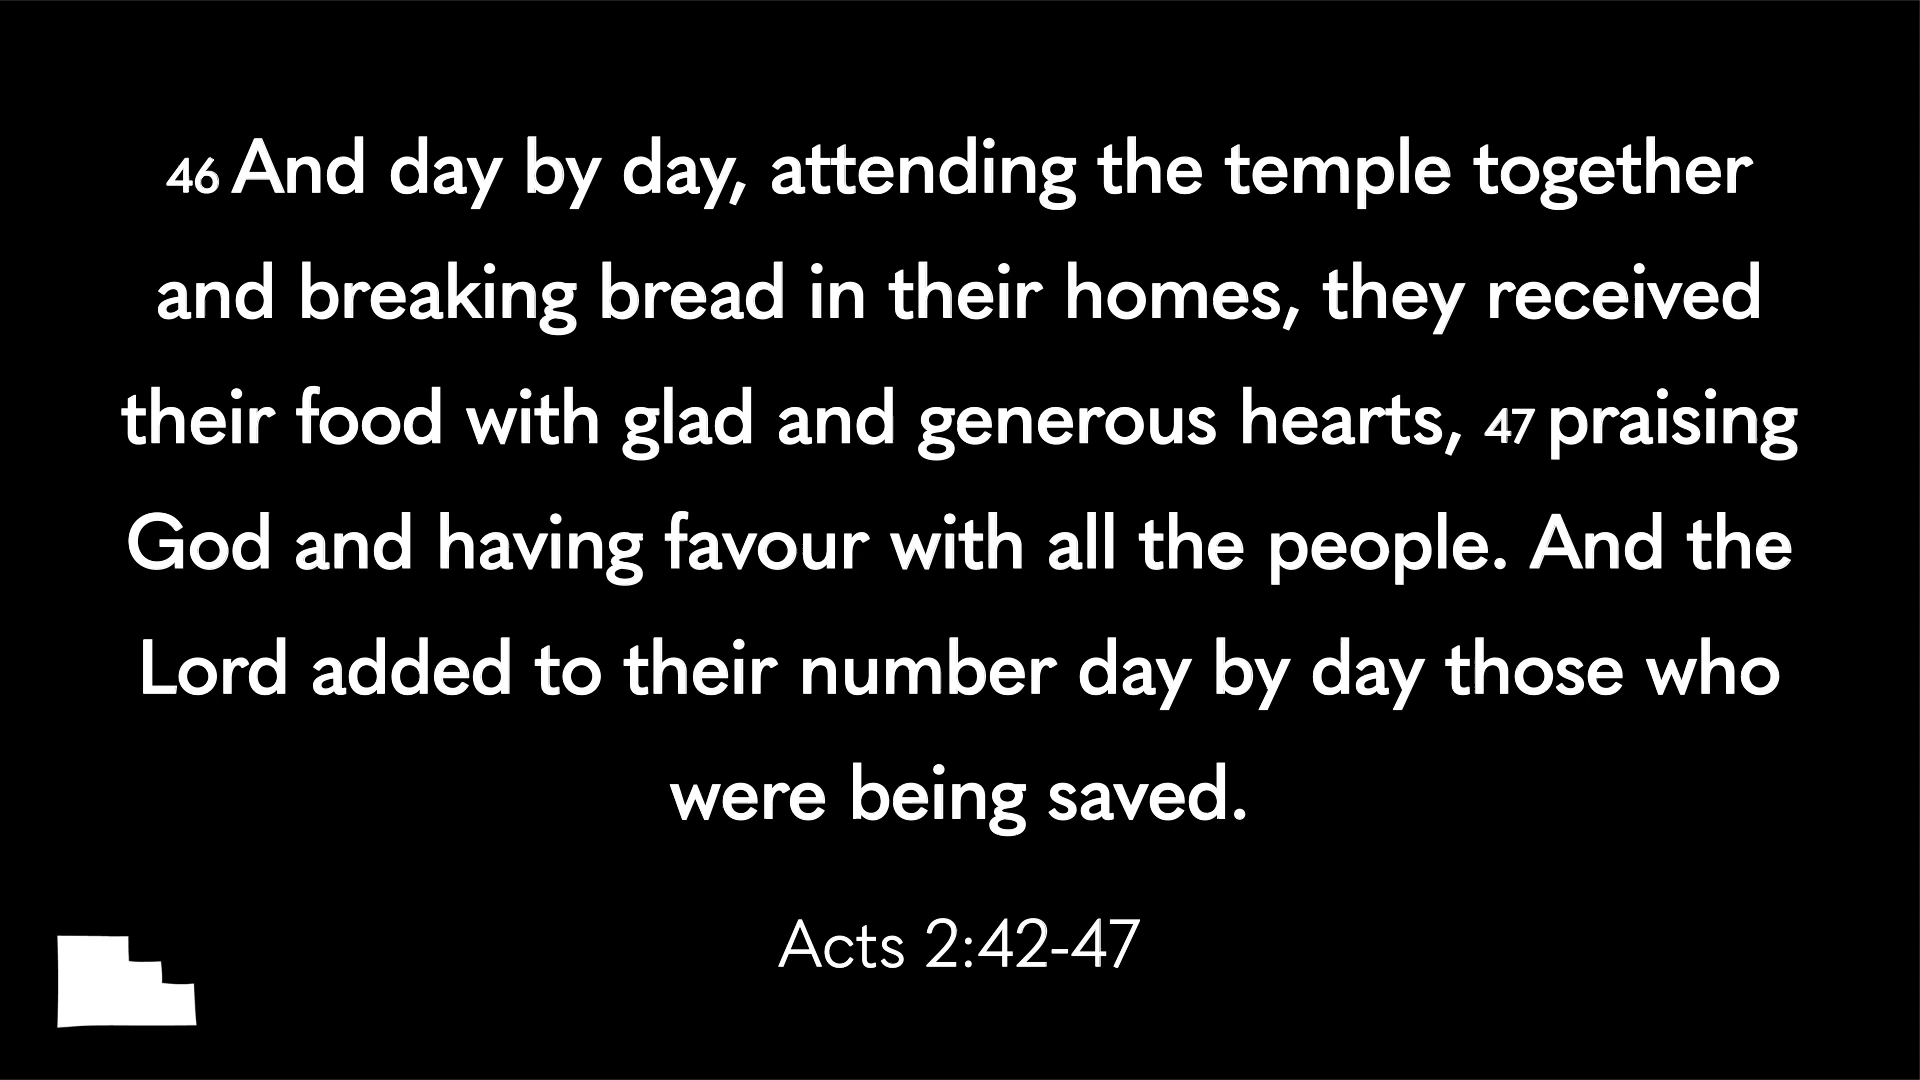 46 And day by day, attending the temple together
and breaking bread in their homes, they received
their food with glad and generous hearts, 47 praising
God and having favour with all the people. And the
Lord added to their number day by day those who
were being saved.
Acts 2:42-47